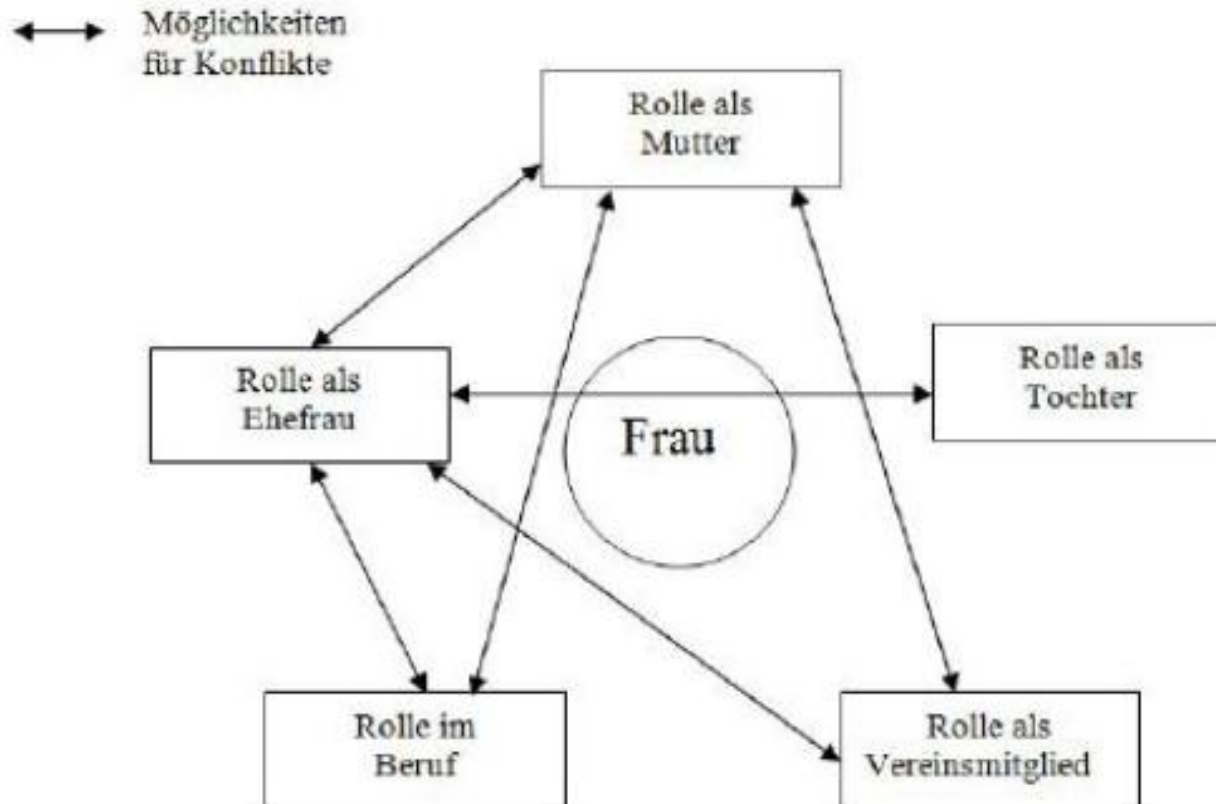 Möglichkeiten
für Konflikte
Rolle als
Mutter
Rolle als
Ehefrau
Frau
Rolle als
Tochter
Rolle im
Beruf
Rolle als
Vereinsmitglied